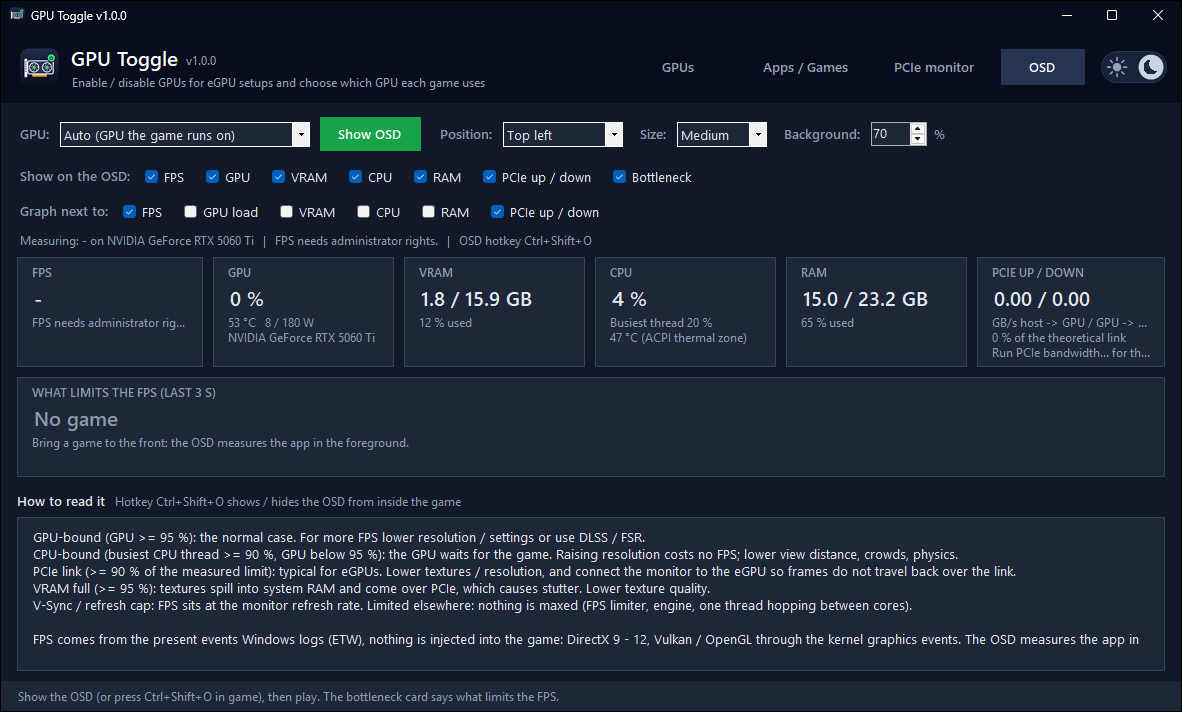 GPU Toggle v1.0.0
GPU Toggle v1.0.0
Enable / disable GPUs for eGPU setups and choose which GPU each game uses
GPUs Apps / Games PCIe monitor OSD
GPU: Auto (GPU the game runs on) Show OSD Position: Top left Size: Medium Background: 70 %
Show on the OSD: FPS GPU VRAM CPU RAM PCIe up / down Bottleneck
Graph next to: FPS GPU load VRAM CPU RAM PCIe up / down
Measuring: - on NVIDIA GeForce RTX 5060 Ti | FPS needs administrator rights. | OSD hotkey Ctrl+Shift+O
FPS
-
FPS needs administrator rig...
GPU
0 %
53 °C 8 / 180 W
NVIDIA GeForce RTX 5060 Ti
VRAM
1.8 / 15.9 GB
12 % used
CPU
4 %
Busiest thread 20 %
47 °C (ACPI thermal zone)
RAM
15.0 / 23.2 GB
65 % used
PCIE UP / DOWN
0.00 / 0.00
GB/s host -> GPU / GPU -> ...
0 % of the theoretical link
Run PCIe bandwidth... for th...
WHAT LIMITS THE FPS (LAST 3 S)
No game
Bring a game to the front: the OSD measures the app in the foreground.
How to read it Hotkey Ctrl+Shift+O shows / hides the OSD from inside the game
GPU-bound (GPU >= 95 %): the normal case. For more FPS lower resolution / settings or use DLSS / FSR.
CPU-bound (busiest CPU thread >= 90 %, GPU below 95 %): the GPU waits for the game. Raising resolution costs no FPS; lower view distance, crowds, physics.
PCIe link (>= 90 % of the measured limit): typical for eGPUs. Lower textures / resolution, and connect the monitor to the eGPU so frames do not travel back over the link.
VRAM full (>= 95 %): textures spill into system RAM and come over PCIe, which causes stutter. Lower texture quality.
V-Sync / refresh cap: FPS sits at the monitor refresh rate. Limited elsewhere: nothing is maxed (FPS limiter, engine, one thread hopping between cores).
FPS comes from the present events Windows logs (ETW), nothing is injected into the game: DirectX 9 - 12, Vulkan / OpenGL through the kernel graphics events. The OSD measures the app in
Show the OSD (or press Ctrl+Shift+O in game), then play. The bottleneck card says what limits the FPS.